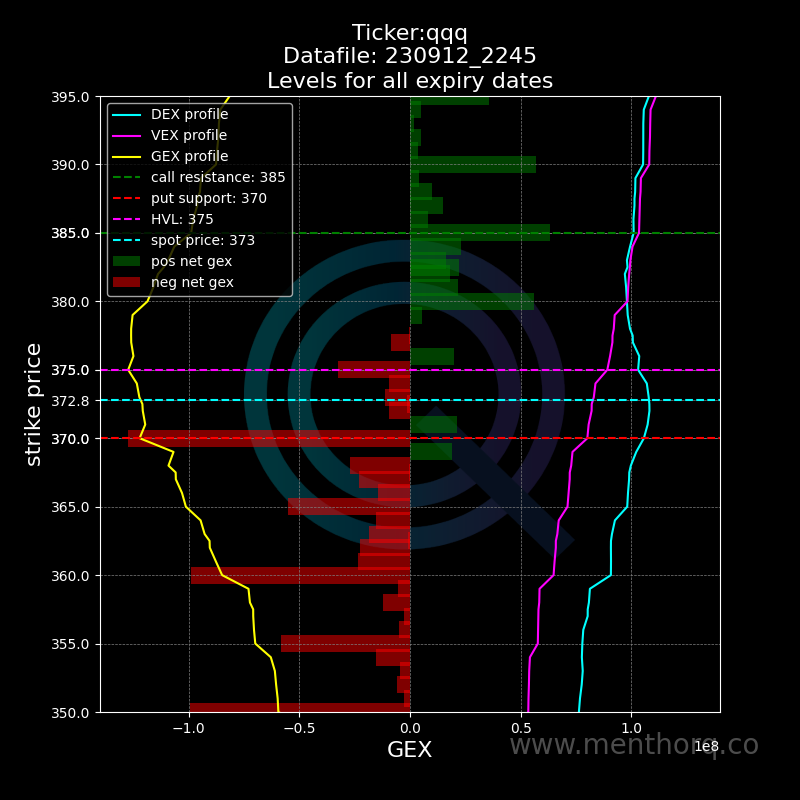 Ticker:qqq
Datafile: 230912_2245
Levels for all expiry dates
DEX profile
VEX profile
GEX profile
call resistance: 385
put support: 370
HVL: 375
spot price: 373
pos net gex
neg net gex
strike price
395.0
390.0
385.0
380.0
375.0
372.8
370.0
365.0
360.0
355.0
350.0
−1.0
−0.5
0.0
0.5
1.0
1e8
GEX
www.menthorq.co